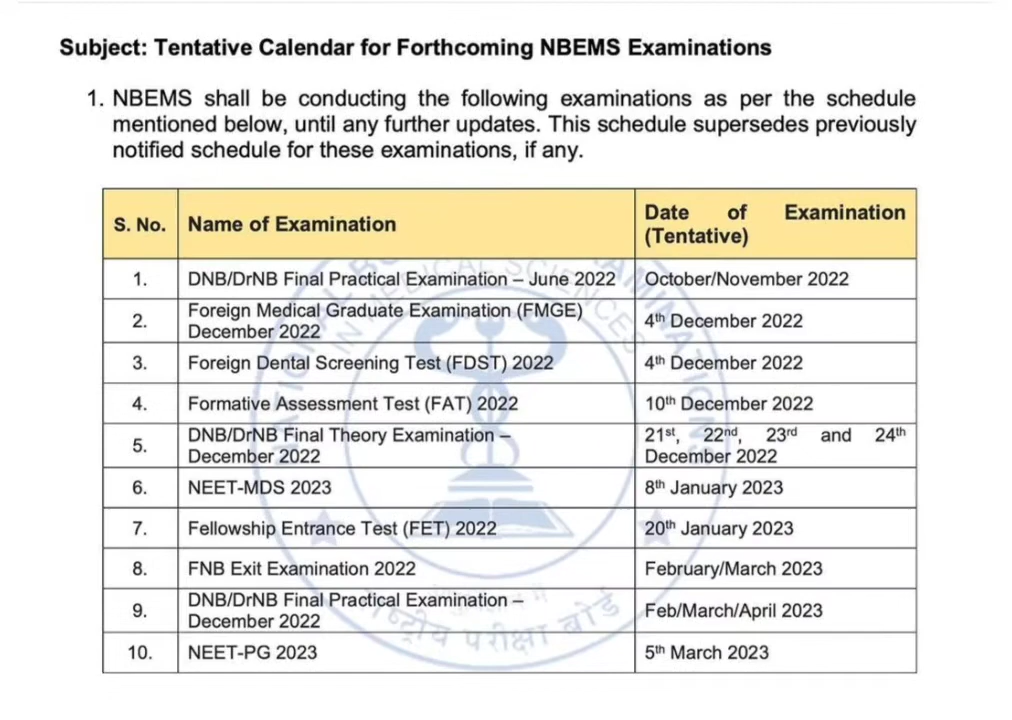 Subject: Tentative Calendar for Forthcoming NBEMS Examinations
1. NBEMS shall be conducting the following examinations as per the schedule
mentioned below, until any further updates. This schedule supersedes previously
notified schedule for these examinations, if any.
S. No. Name of Examination Date of Examination
(Tentative)
1. DNB/DrNB Final Practical Examination – June 2022 October/November 2022
2. Foreign Medical Graduate Examination (FMGE)
December 2022 4th December 2022
3. Foreign Dental Screening Test (FDST) 2022 4th December 2022
4. Formative Assessment Test (FAT) 2022 10th December 2022
5. DNB/DrNB Final Theory Examination –
December 2022 21st, 22nd, 23rd and 24th
December 2022
6. NEET-MDS 2023 8th January 2023
7. Fellowship Entrance Test (FET) 2022 20th January 2023
8. FNB Exit Examination 2022 February/March 2023
9. DNB/DrNB Final Practical Examination –
December 2022 Feb/March/April 2023
10. NEET-PG 2023 5th March 2023
IN MEDICAL SCIENCES
परीक्षा बोर्ड